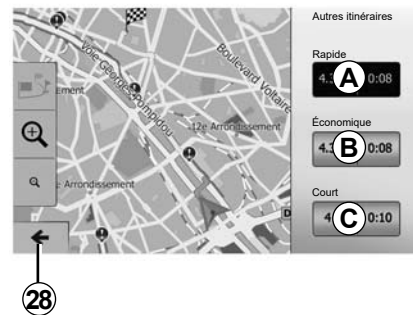 Autres itinéraires
Rapide
A
0:08
Économique
B
0:08
Court
C
0:10
Voie Georges Pompidou
Boulevard Voltaire
12e Arrondissement
Arrondissement
28